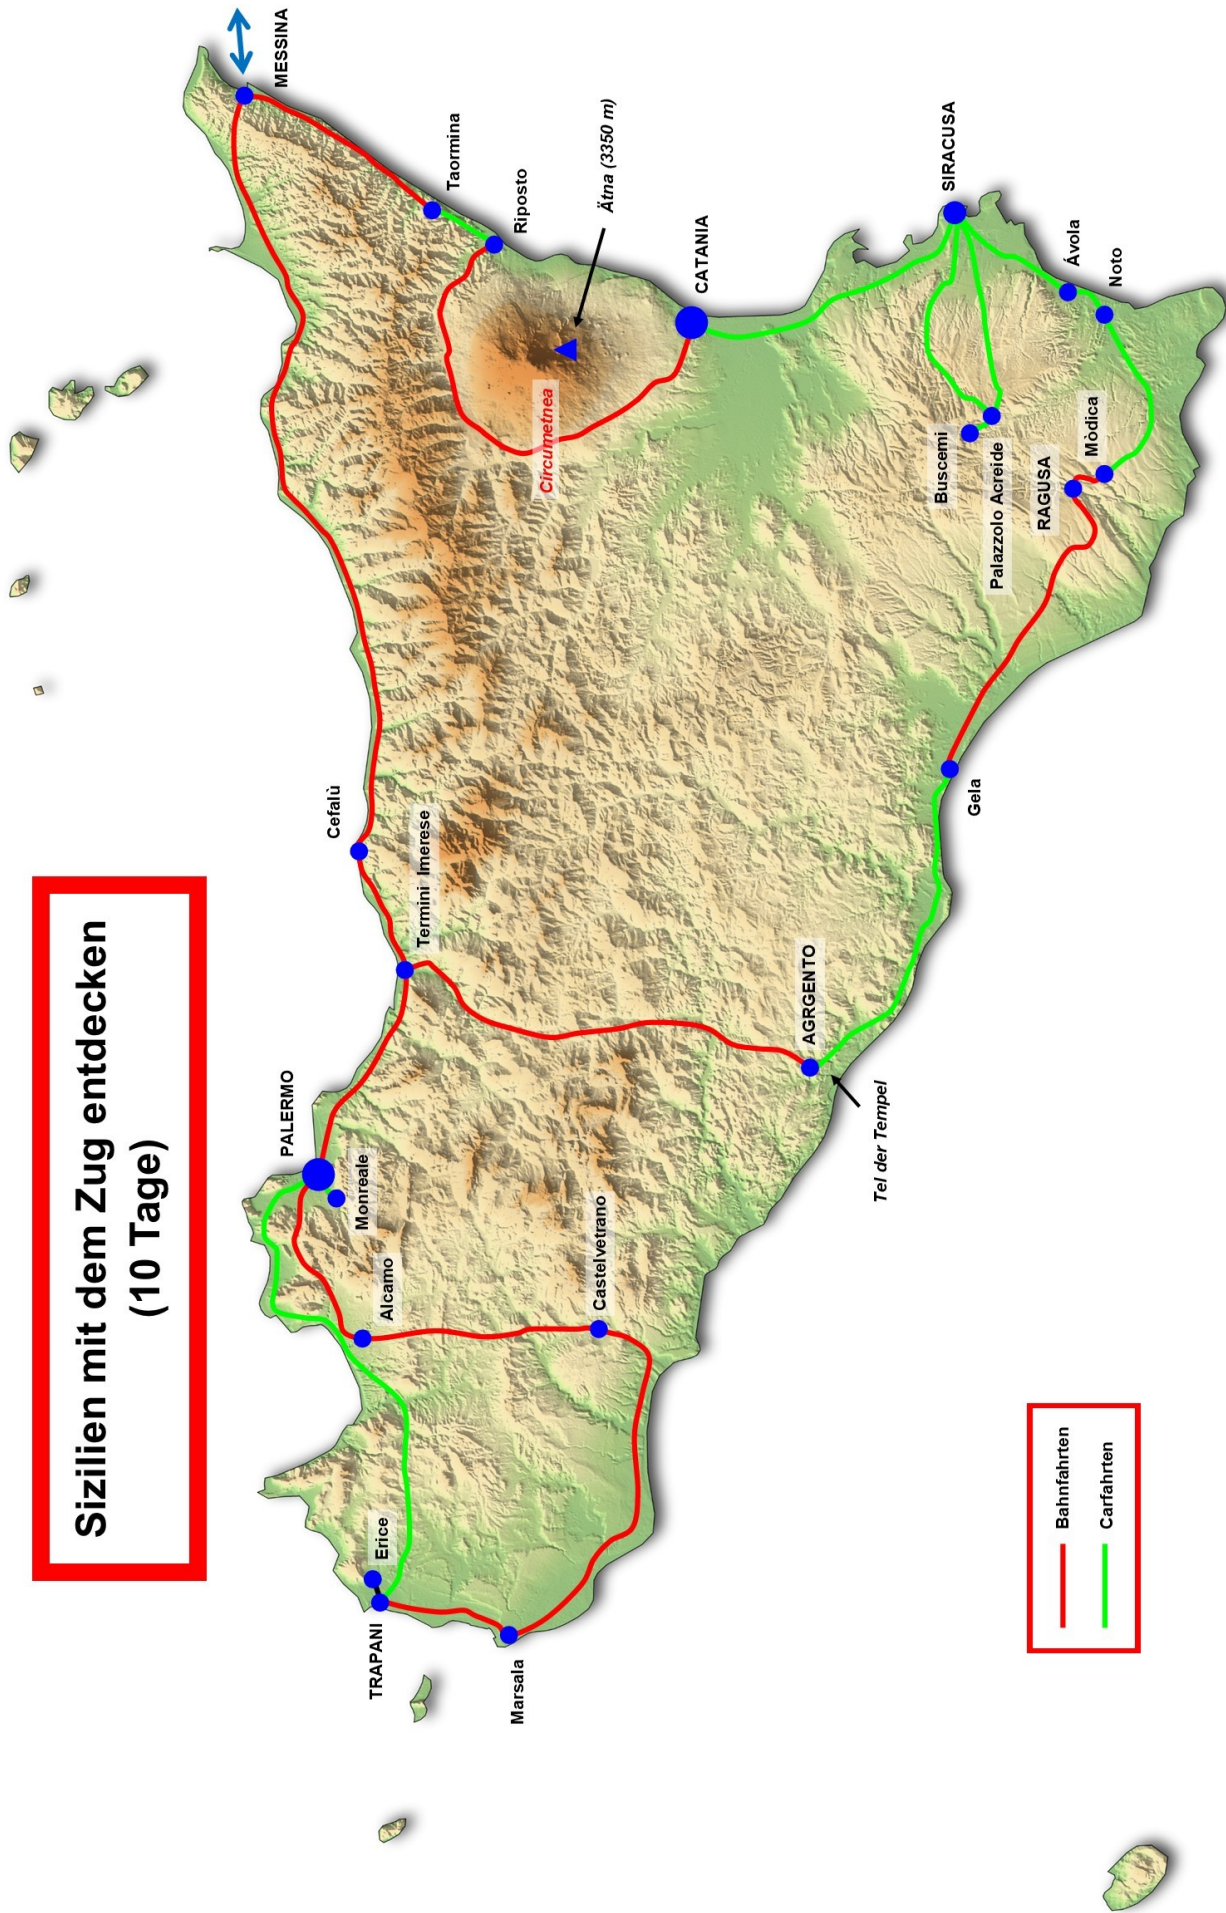 Sizilien mit dem Zug entdecken
(10 Tage)
MESSINA
Taormina
Riposto
Ätna (3350 m)
CATANIA
Circumetnea
SIRACUSA
Ávola
Noto
Buscemi
Palazzolo Acreide
RAGUSA
Mòdica
Gela
Cefalù
Termini Imerese
AGRGENTO
Tel der Tempel
PALERMO
Monreale
Alcamo
Castelvetrano
Erice
TRAPANI
Marsala
Bahnfahrten
Carfahrten